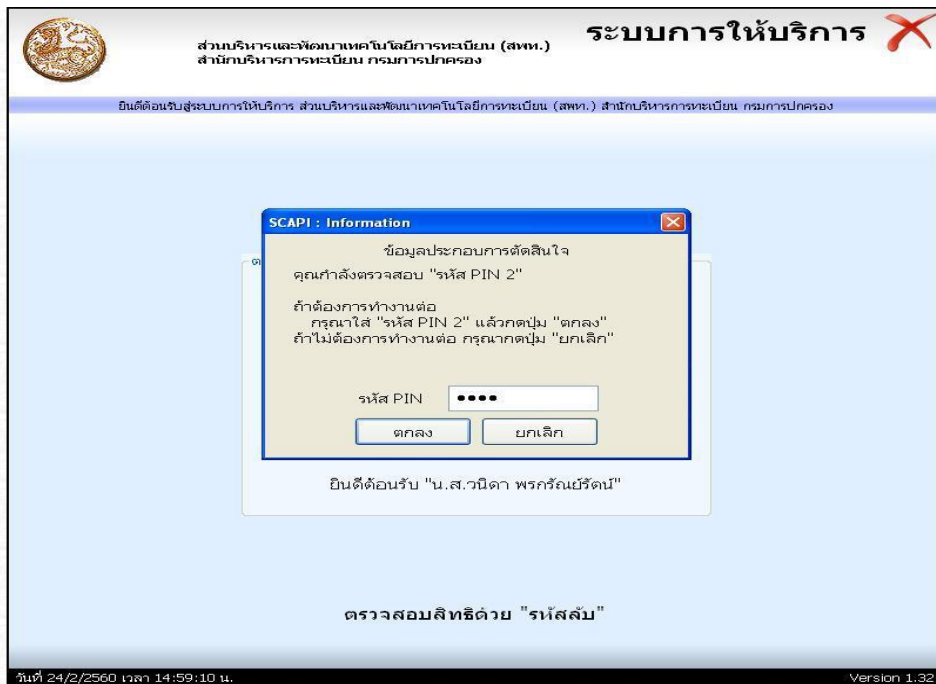 ระบบการให้บริการ
ส่วนบริหารและพัฒนาเทคโนโลยีการทะเบียน (สพท.)
สำนักบริหารการทะเบียน กรมการปกครอง
ยินดีต้อนรับสู่ระบบการให้บริการ ส่วนบริหารและพัฒนาเทคโนโลยีการทะเบียน (สพท.) สำนักบริหารการทะเบียน กรมการปกครอง
SCAPI : Information
ข้อมูลประกอบการตัดสินใจ
คุณกำลังตรวจสอบ "รหัส PIN 2"
ถ้าต้องการทำงานต่อ
กรุณาใส่ "รหัส PIN 2" แล้วกดปุ่ม "ตกลง"
ถ้าไม่ต้องการทำงานต่อ กรุณากดปุ่ม "ยกเลิก"
รหัส PIN
ตกลง ยกเลิก
ยินดีต้อนรับ "น.ส.วนิดา พรกรัณย์รัตน์"
ตรวจสอบสิทธิด้วย "รหัสลับ"
วันที่ 24/2/2560 เวลา 14:59:10 น. Version 1.32